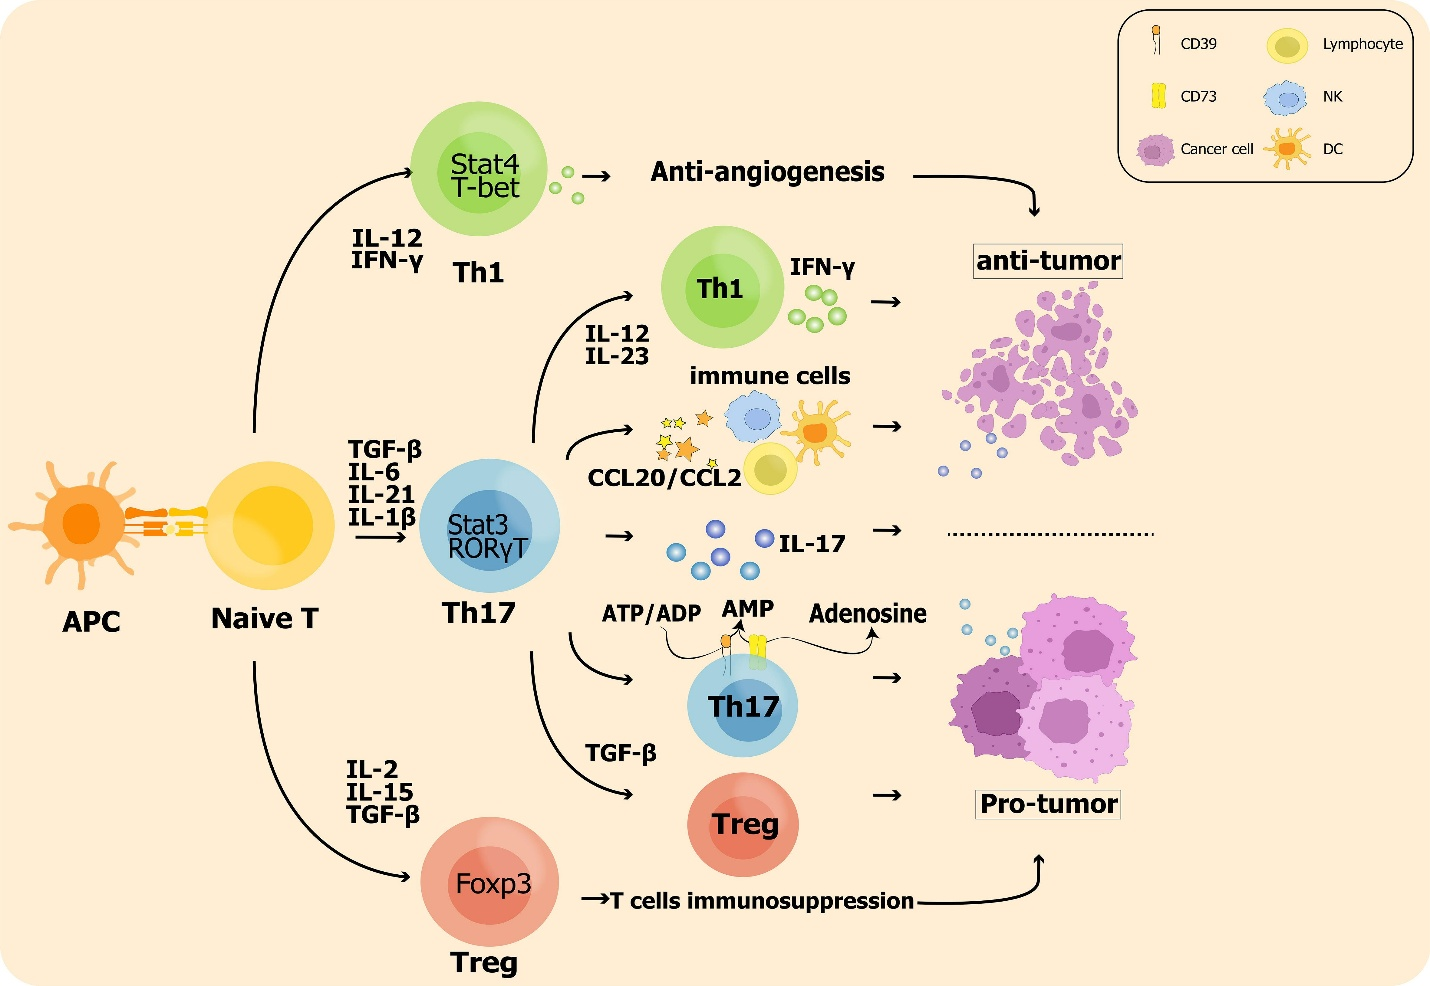 CD39
Lymphocyte
CD73
NK
Cancer cell
DC
Stat4
T-bet
Anti-angiogenesis
IL-12
IFN-γ
Th1
anti-tumor
Th1
IFN-γ
IL-12
IL-23
immune cells
CCL20/CCL2
TGF-β
IL-6
IL-21
IL-1β
Stat3
RORγT
IL-17
APC
Naive T
Th17
ATP/ADP
AMP
Adenosine
Th17
TGF-β
IL-2
IL-15
TGF-β
Treg
Pro-tumor
Foxp3
T cells immunosuppression
Treg